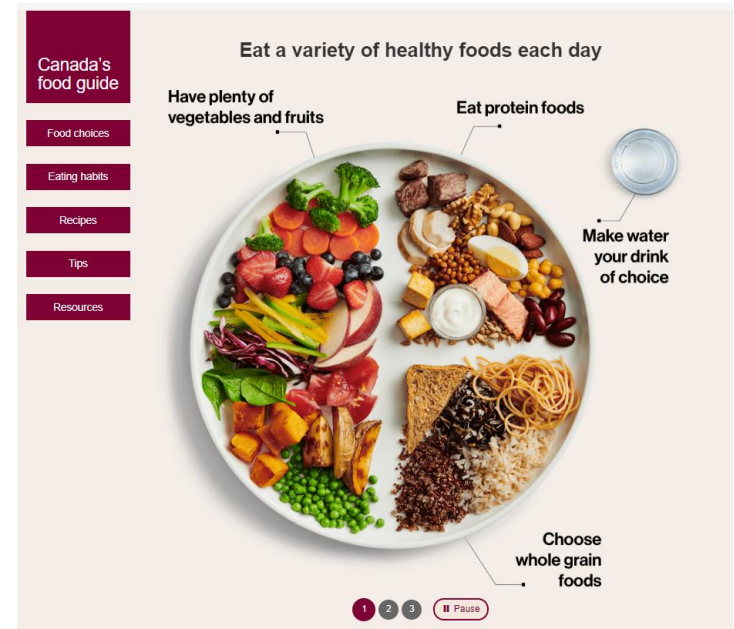 Canada's
food guide
Food choices
Eating habits
Recipes
Tips
Resources
Eat a variety of healthy foods each day
Have plenty of
vegetables and fruits
Eat protein foods
Make water
your drink
of choice
Choose
whole grain
foods
1 2 3 Pause